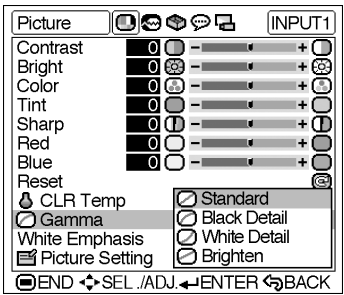 Picture INPUT1
Contrast 0 - +
Bright 0 - +
Color 0 - +
Tint 0 - +
Sharp 0 - +
Red 0 - +
Blue 0 - +
Reset
CLR Temp Standard
Gamma Black Detail
White Emphasis White Detail
Picture Setting Brighten
END SEL./ADJ. ENTER BACK